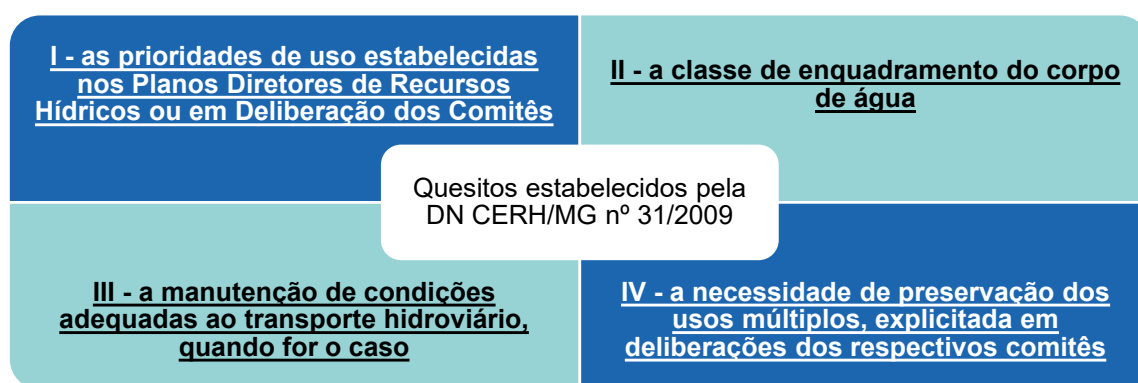 I - as prioridades de uso estabelecidas
nos Planos Diretores de Recursos
Hídricos ou em Deliberação dos Comitês
II - a classe de enquadramento do corpo
de água
Quesitos estabelecidos pela
DN CERH/MG nº 31/2009
III - a manutenção de condições
adequadas ao transporte hidroviário,
quando for o caso
IV - a necessidade de preservação dos
usos múltiplos, explicitada em
deliberações dos respectivos comitês